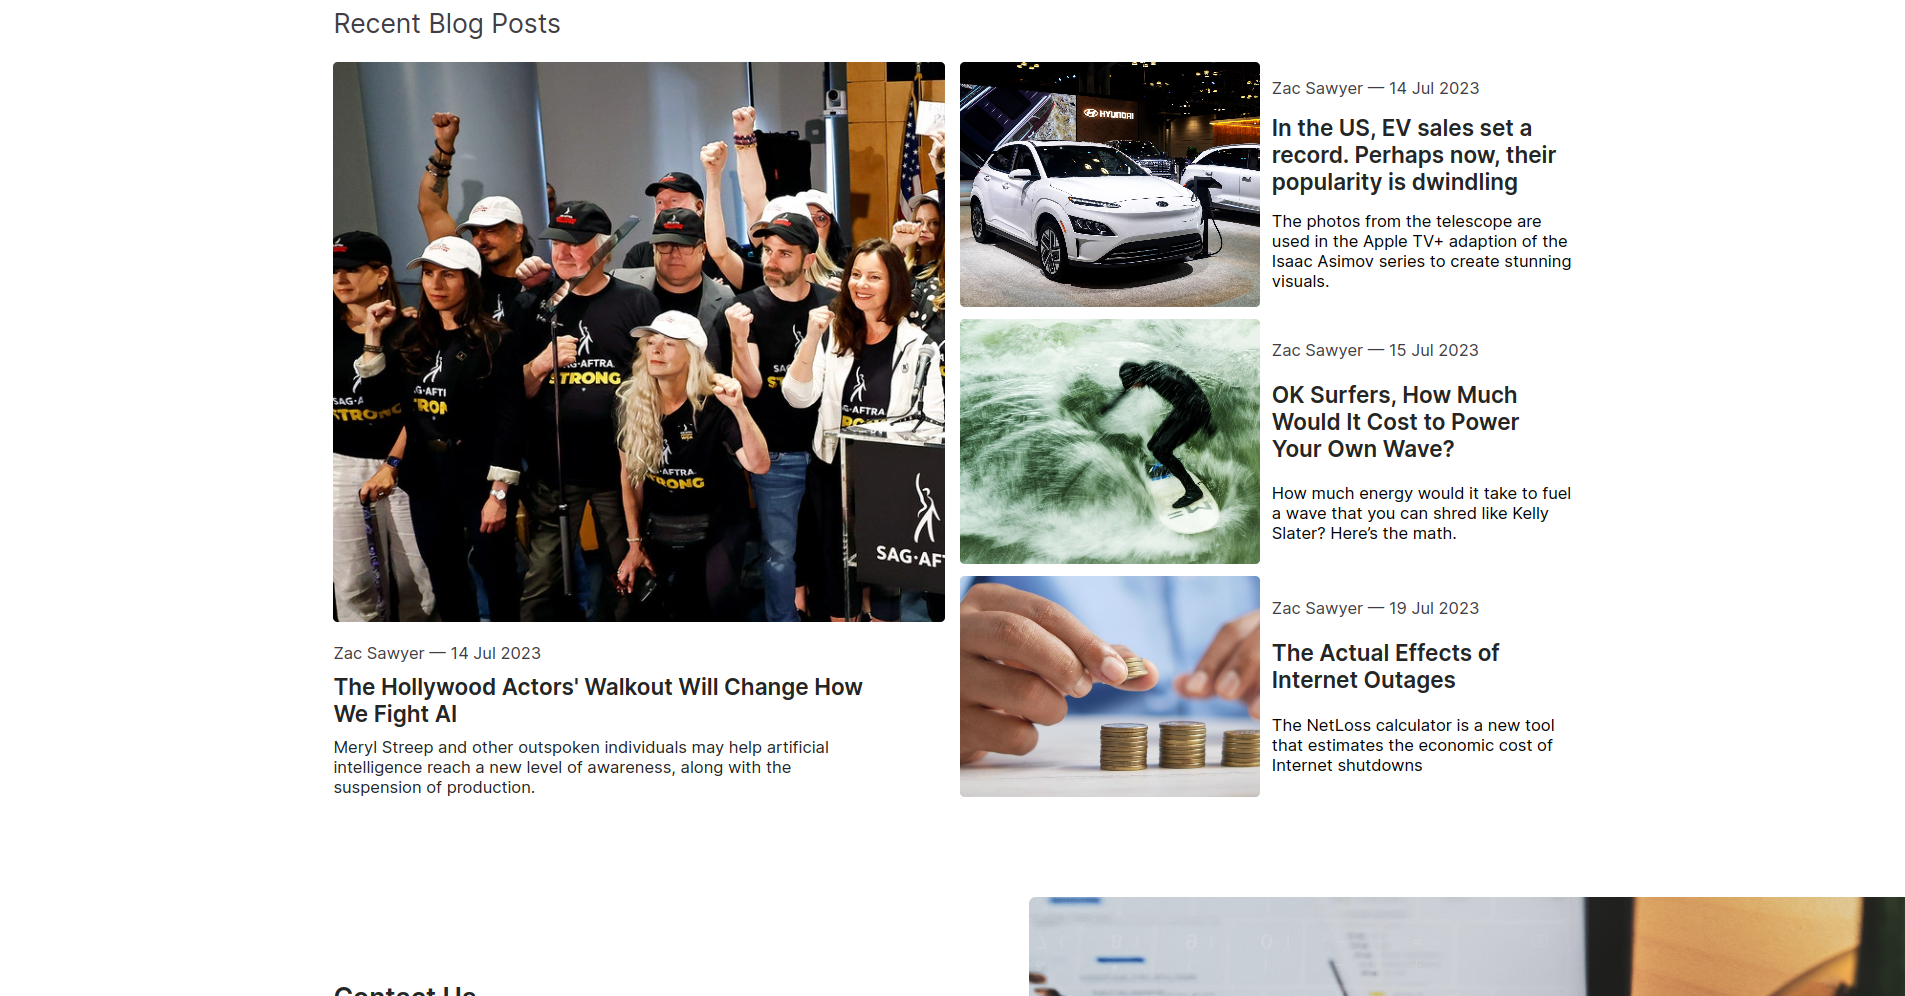 Recent Blog Posts
HYUNDAI
SAG-AFTRA
STRONG
Zac Sawyer — 14 Jul 2023
The Hollywood Actors' Walkout Will Change How
We Fight AI
Meryl Streep and other outspoken individuals may help artificial
intelligence reach a new level of awareness, along with the
suspension of production.
Zac Sawyer — 14 Jul 2023
In the US, EV sales set a
record. Perhaps now, their
popularity is dwindling
The photos from the telescope are
used in the Apple TV+ adaption of the
Isaac Asimov series to create stunning
visuals.
Zac Sawyer — 15 Jul 2023
OK Surfers, How Much
Would It Cost to Power
Your Own Wave?
How much energy would it take to fuel
a wave that you can shred like Kelly
Slater? Here’s the math.
Zac Sawyer — 19 Jul 2023
The Actual Effects of
Internet Outages
The NetLoss calculator is a new tool
that estimates the economic cost of
Internet shutdowns
Contact Us